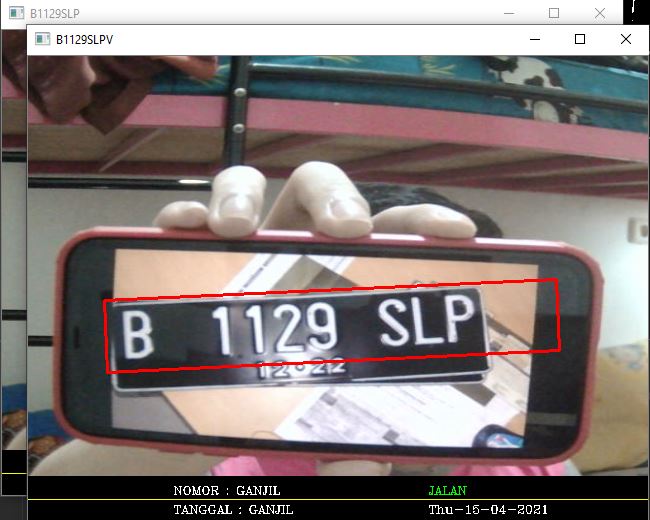 B1129SLP
B1129SLPV
B 1129 SLP
12•22
NOMOR : GANJIL
JALAN
TANGGAL : GANJIL
Thu-15-04-2021